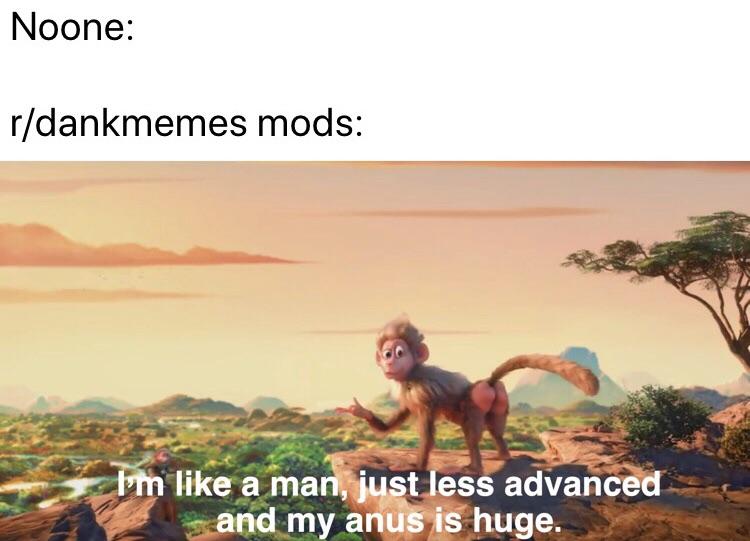 Noone:
r/dankmemes mods:
I'm like a man, just less advanced
and my anus is huge.